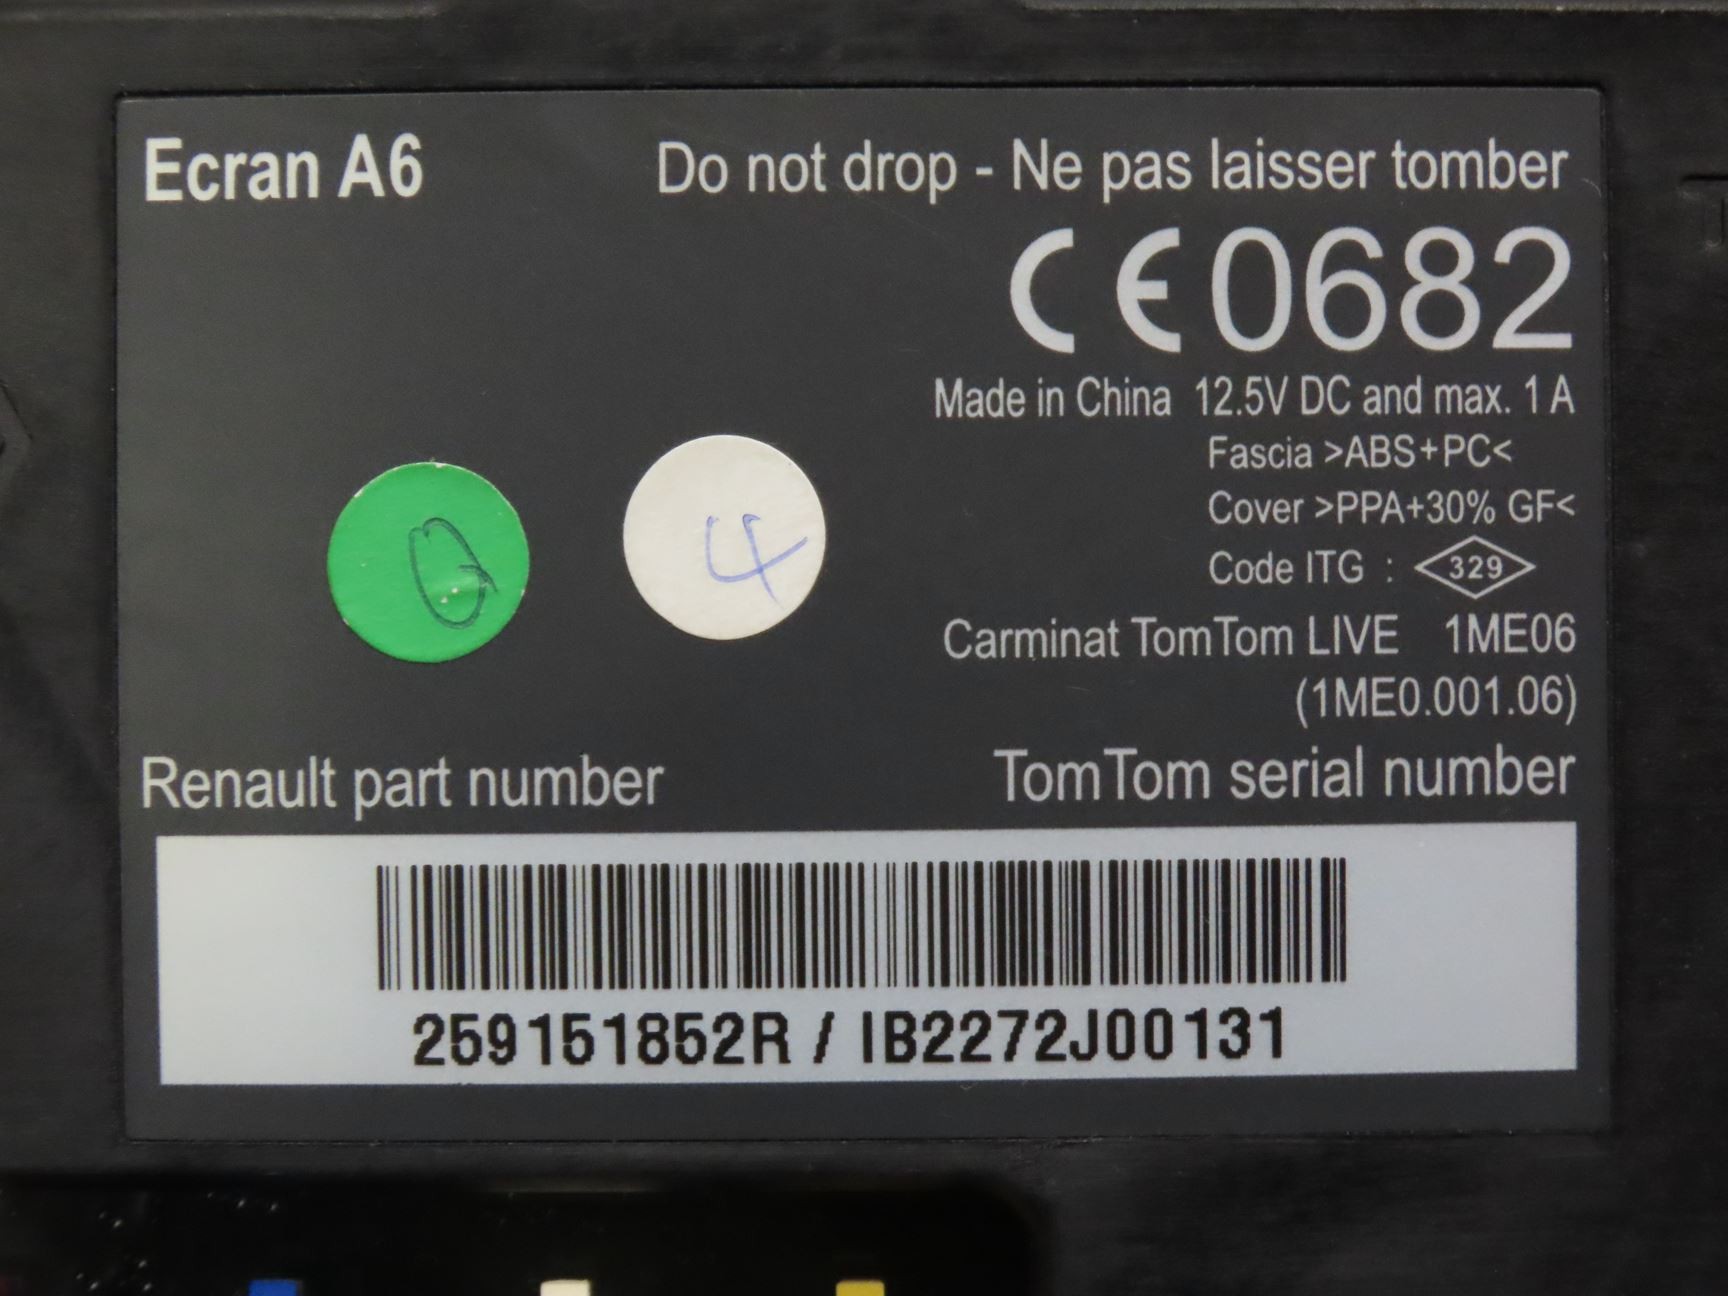 Ecran A6
Do not drop - Ne pas laisser tomber
CE0682
Made in China 12.5V DC and max. 1 A
Fascia >ABS+PC<
Cover >PPA+30% GF<
Code ITG : 329
4
Carminat TomTom LIVE 1ME06
(1ME0.001.06)
Renault part number
TomTom serial number
259151852R / IB2272J00131